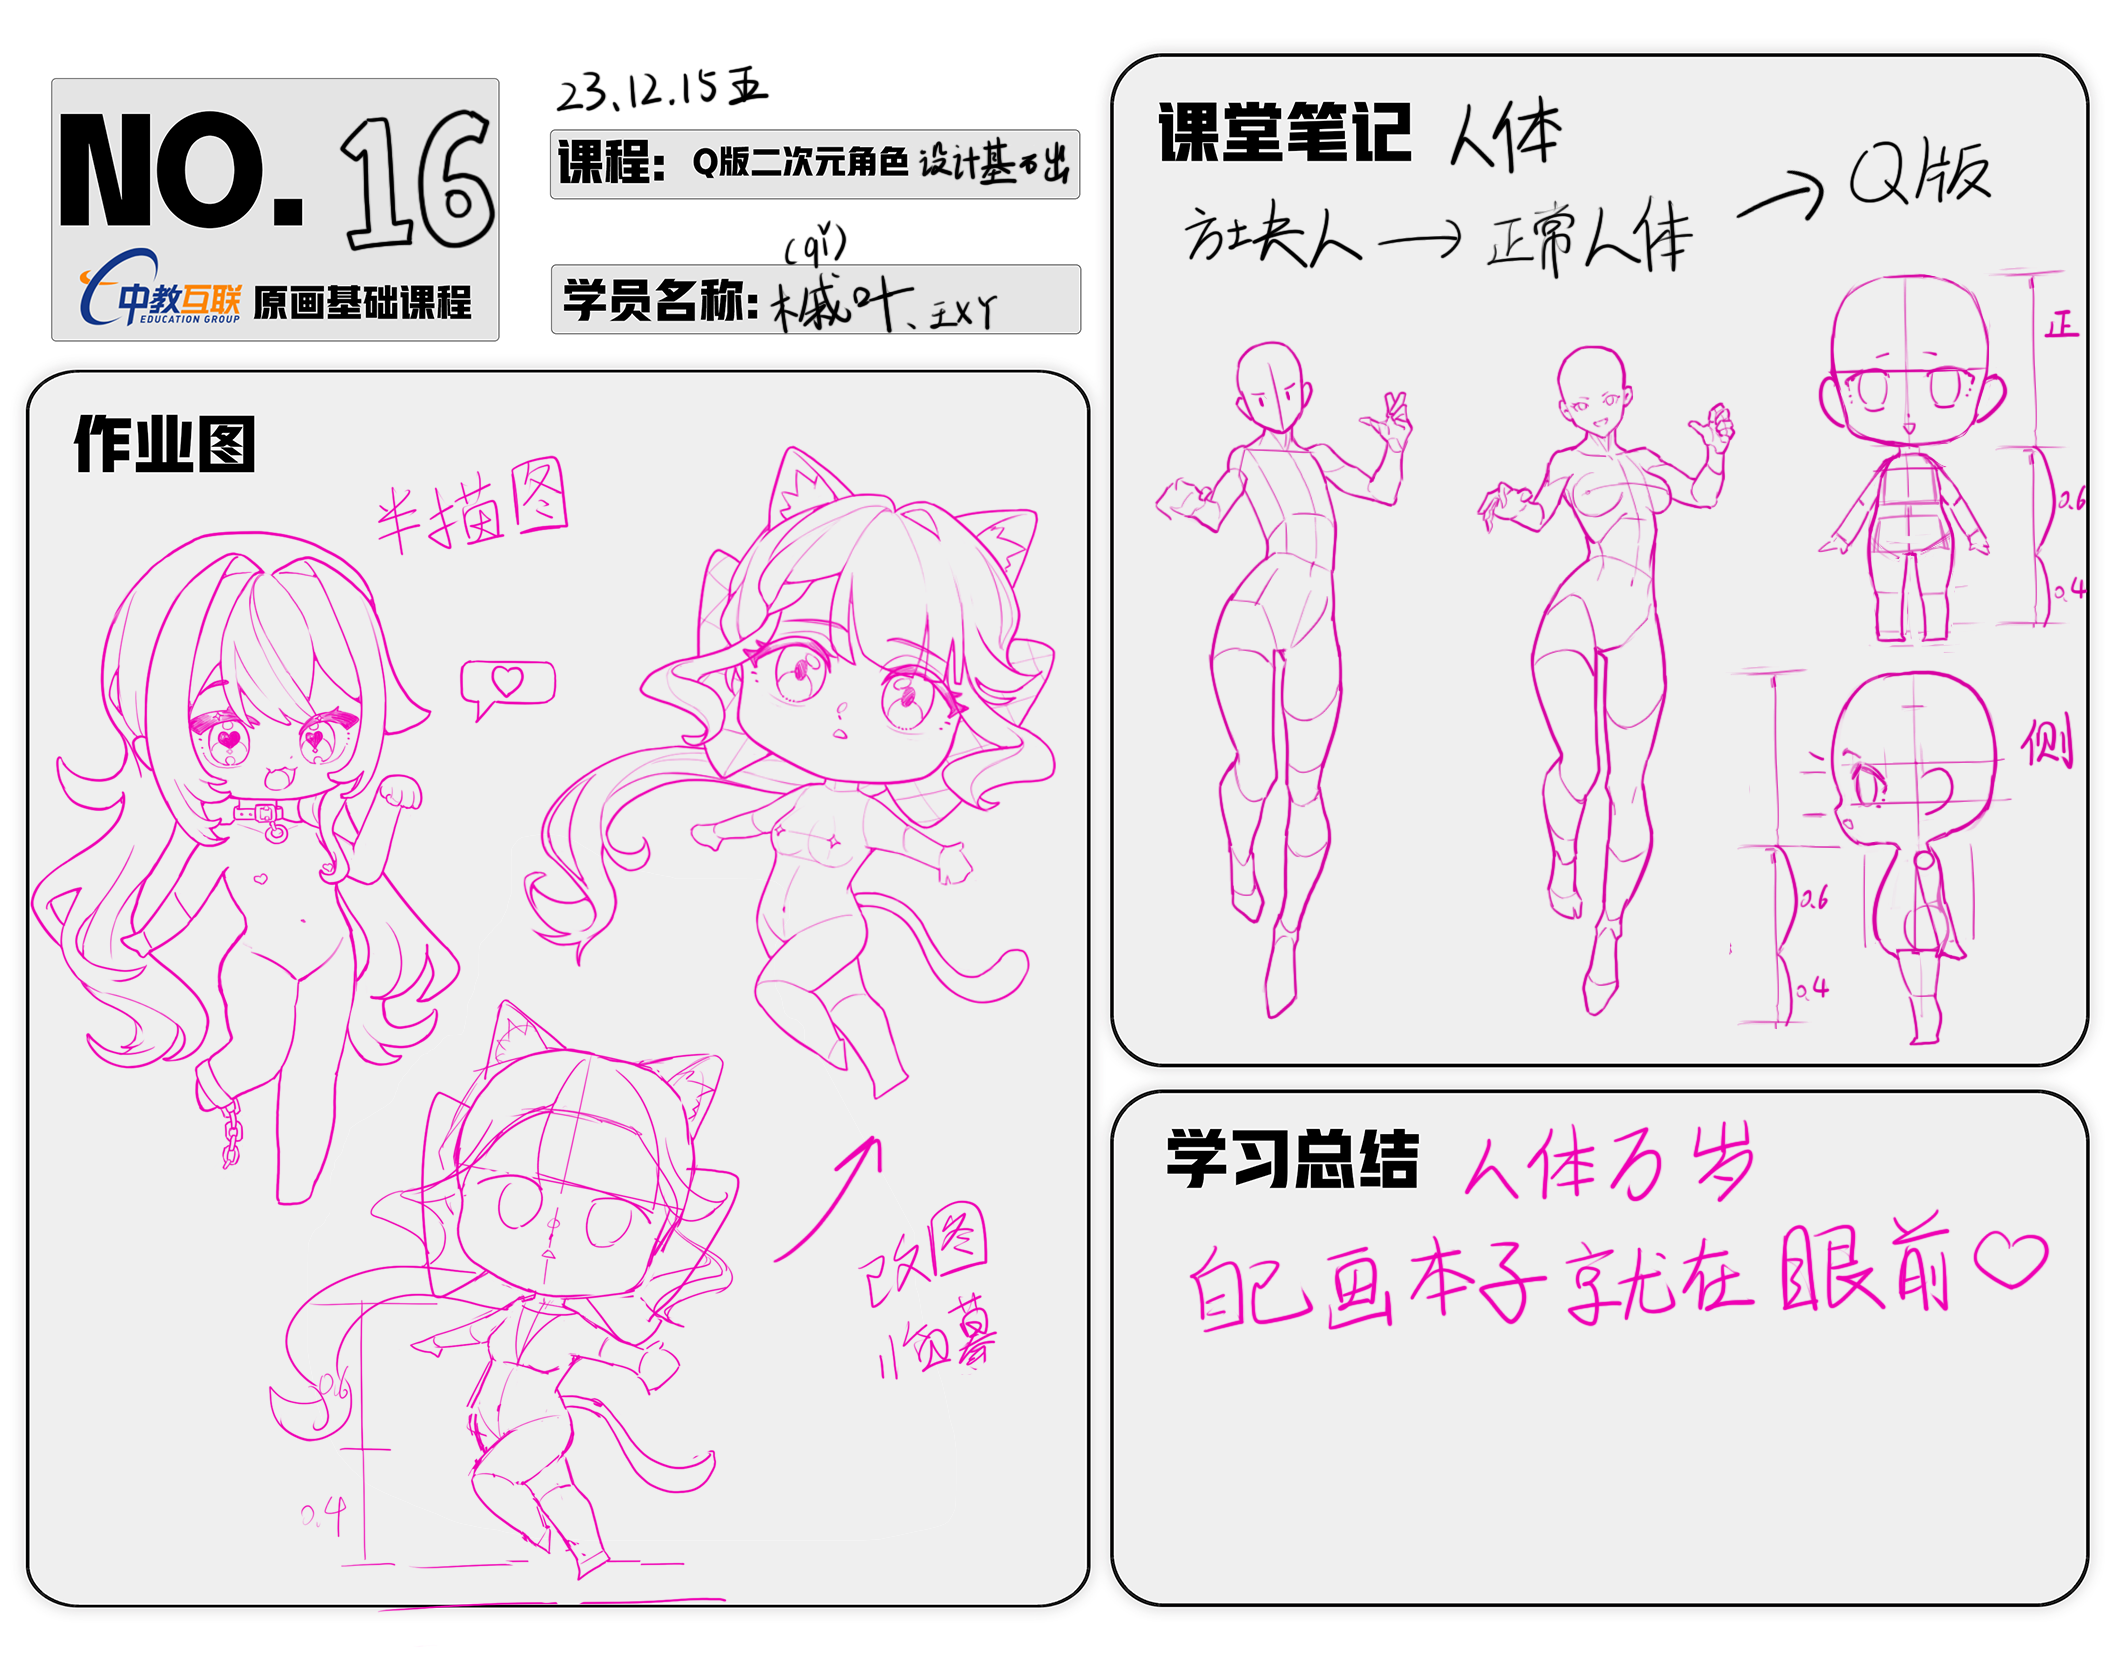 NO. 16
中教互联
EDUCATION GROUP
原画基础课程
23.12.15 五
课程: Q版二次元角色设计基础
(qǐ)
学员名称: 槭叶、王XY
作业图
半描图
0.6
0.4
改图
临摹
课堂笔记 人体
方块人→正常人体→Q版
正
0.6
0.4
侧
0.6
0.4
学习总结 人体万岁
自己画本子就在眼前♡